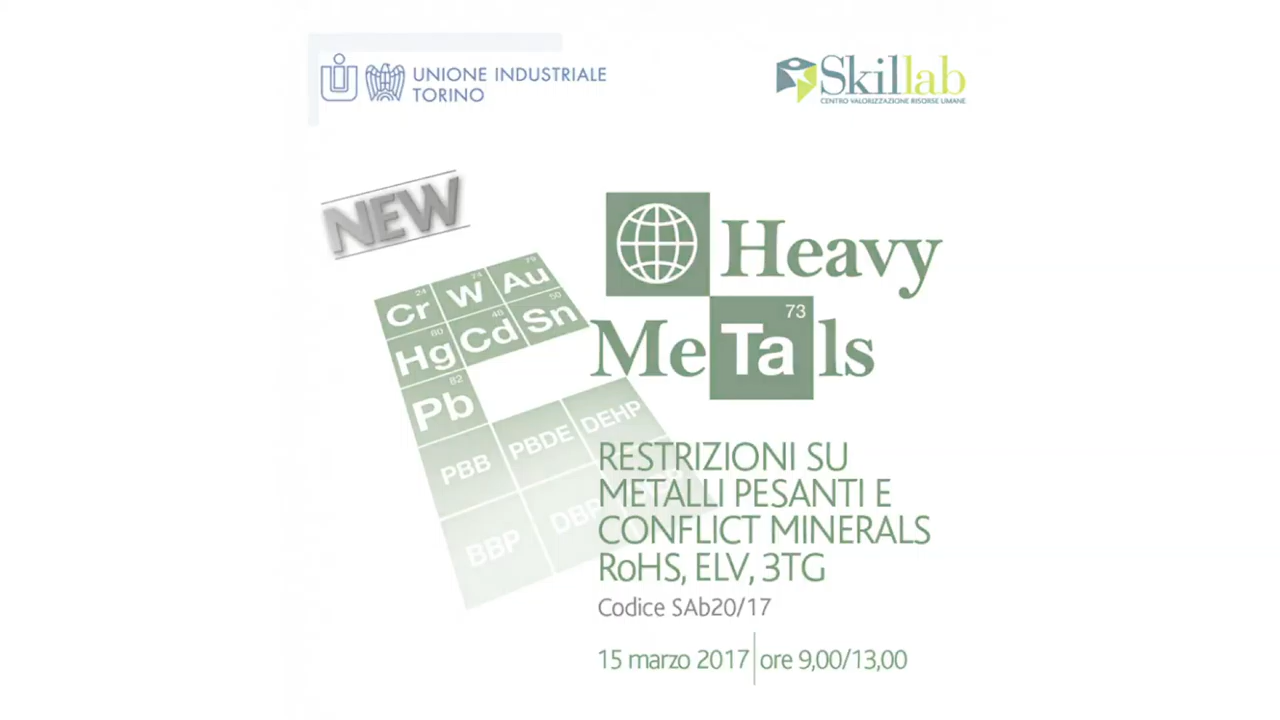 UNIONE INDUSTRIALE
TORINO
Skillab
CENTRO VALORIZZAZIONE RISORSE UMANE
NEW
24 Cr
74 W
79 Au
80 Hg
48 Cd
50 Sn
82 Pb
PBB
PBDE
DEHP
BBP
DBP
Heavy
MeTals
73
RESTRIZIONI SU
METALLI PESANTI E
CONFLICT MINERALS
RoHS, ELV, 3TG
Codice SAb20/17
15 marzo 2017 ore 9,00/13,00